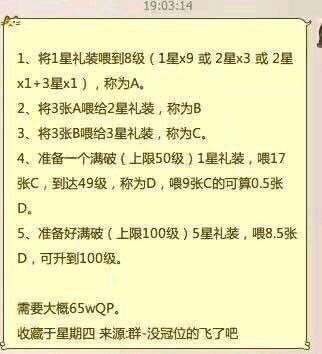 19:03:14
1、将1星礼装喂到8级（1星x9 或 2星x3 或 2星
x1+3星x1），称为A。
2、将3张A喂给2星礼装，称为B
3、将3张B喂给3星礼装，称为C。
4、准备一个满破（上限50级）1星礼装，喂17
张C，到达49级，称为D，喂9张C的可算0.5张
D。
5、准备好满破（上限100级）5星礼装，喂8.5张
D，可升到100级。
需要大概65wQP。
收藏于星期四 来源:群-没冠位的飞了吧